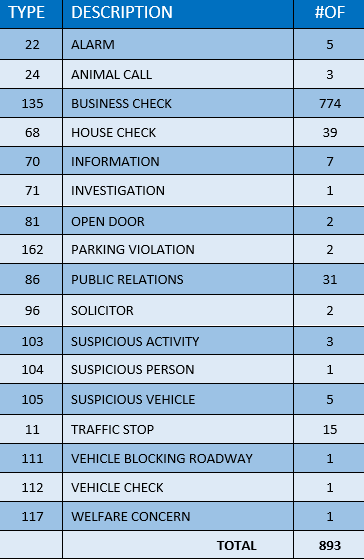 TYPE DESCRIPTION #OF
22 ALARM 5
24 ANIMAL CALL 3
135 BUSINESS CHECK 774
68 HOUSE CHECK 39
70 INFORMATION 7
71 INVESTIGATION 1
81 OPEN DOOR 2
162 PARKING VIOLATION 2
86 PUBLIC RELATIONS 31
96 SOLICITOR 2
103 SUSPICIOUS ACTIVITY 3
104 SUSPICIOUS PERSON 1
105 SUSPICIOUS VEHICLE 5
11 TRAFFIC STOP 15
111 VEHICLE BLOCKING ROADWAY 1
112 VEHICLE CHECK 1
117 WELFARE CONCERN 1
TOTAL 893